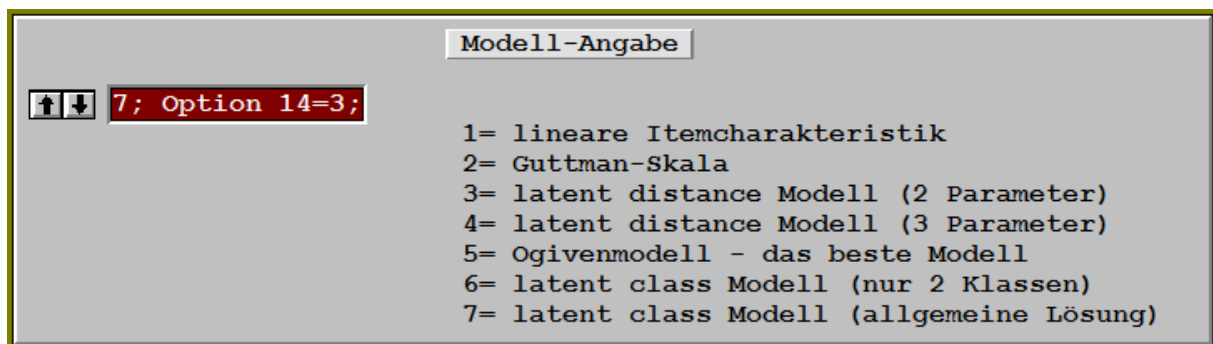 Modell-Angabe
7; Option 14=3;
1= lineare Itemcharakteristik
2= Guttman-Skala
3= latent distance Modell (2 Parameter)
4= latent distance Modell (3 Parameter)
5= Ogivenmodell - das beste Modell
6= latent class Modell (nur 2 Klassen)
7= latent class Modell (allgemeine Lösung)